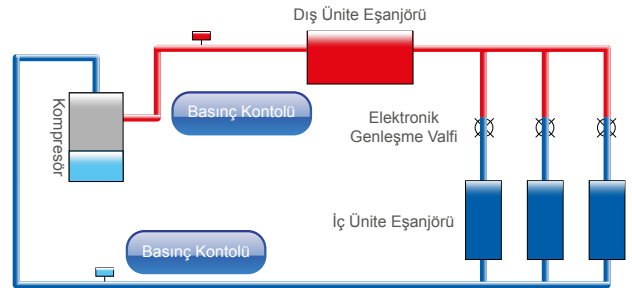 Dış Ünite Eşanjörü
Kompresör
Basınç Kontolü
Elektronik
Genleşme Valfi
İç Ünite Eşanjörü
Basınç Kontolü